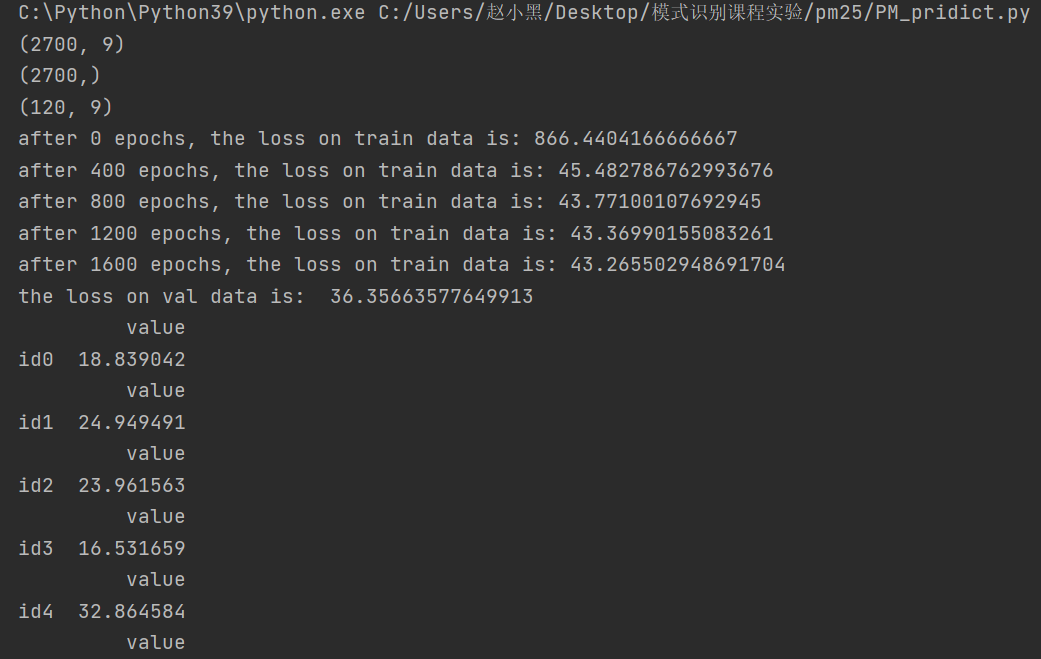 C:\Python\Python39\python.exe C:/Users/赵小黑/Desktop/模式识别课程实验/pm25/PM_pridict.py
(2700, 9)
(2700,)
(120, 9)
after 0 epochs, the loss on train data is: 866.4404166666667
after 400 epochs, the loss on train data is: 45.482786762993676
after 800 epochs, the loss on train data is: 43.77100107692945
after 1200 epochs, the loss on train data is: 43.36990155083261
after 1600 epochs, the loss on train data is: 43.265502948691704
the loss on val data is:  36.35663577649913
value
id0  18.839042
value
id1  24.949491
value
id2  23.961563
value
id3  16.531659
value
id4  32.864584
value